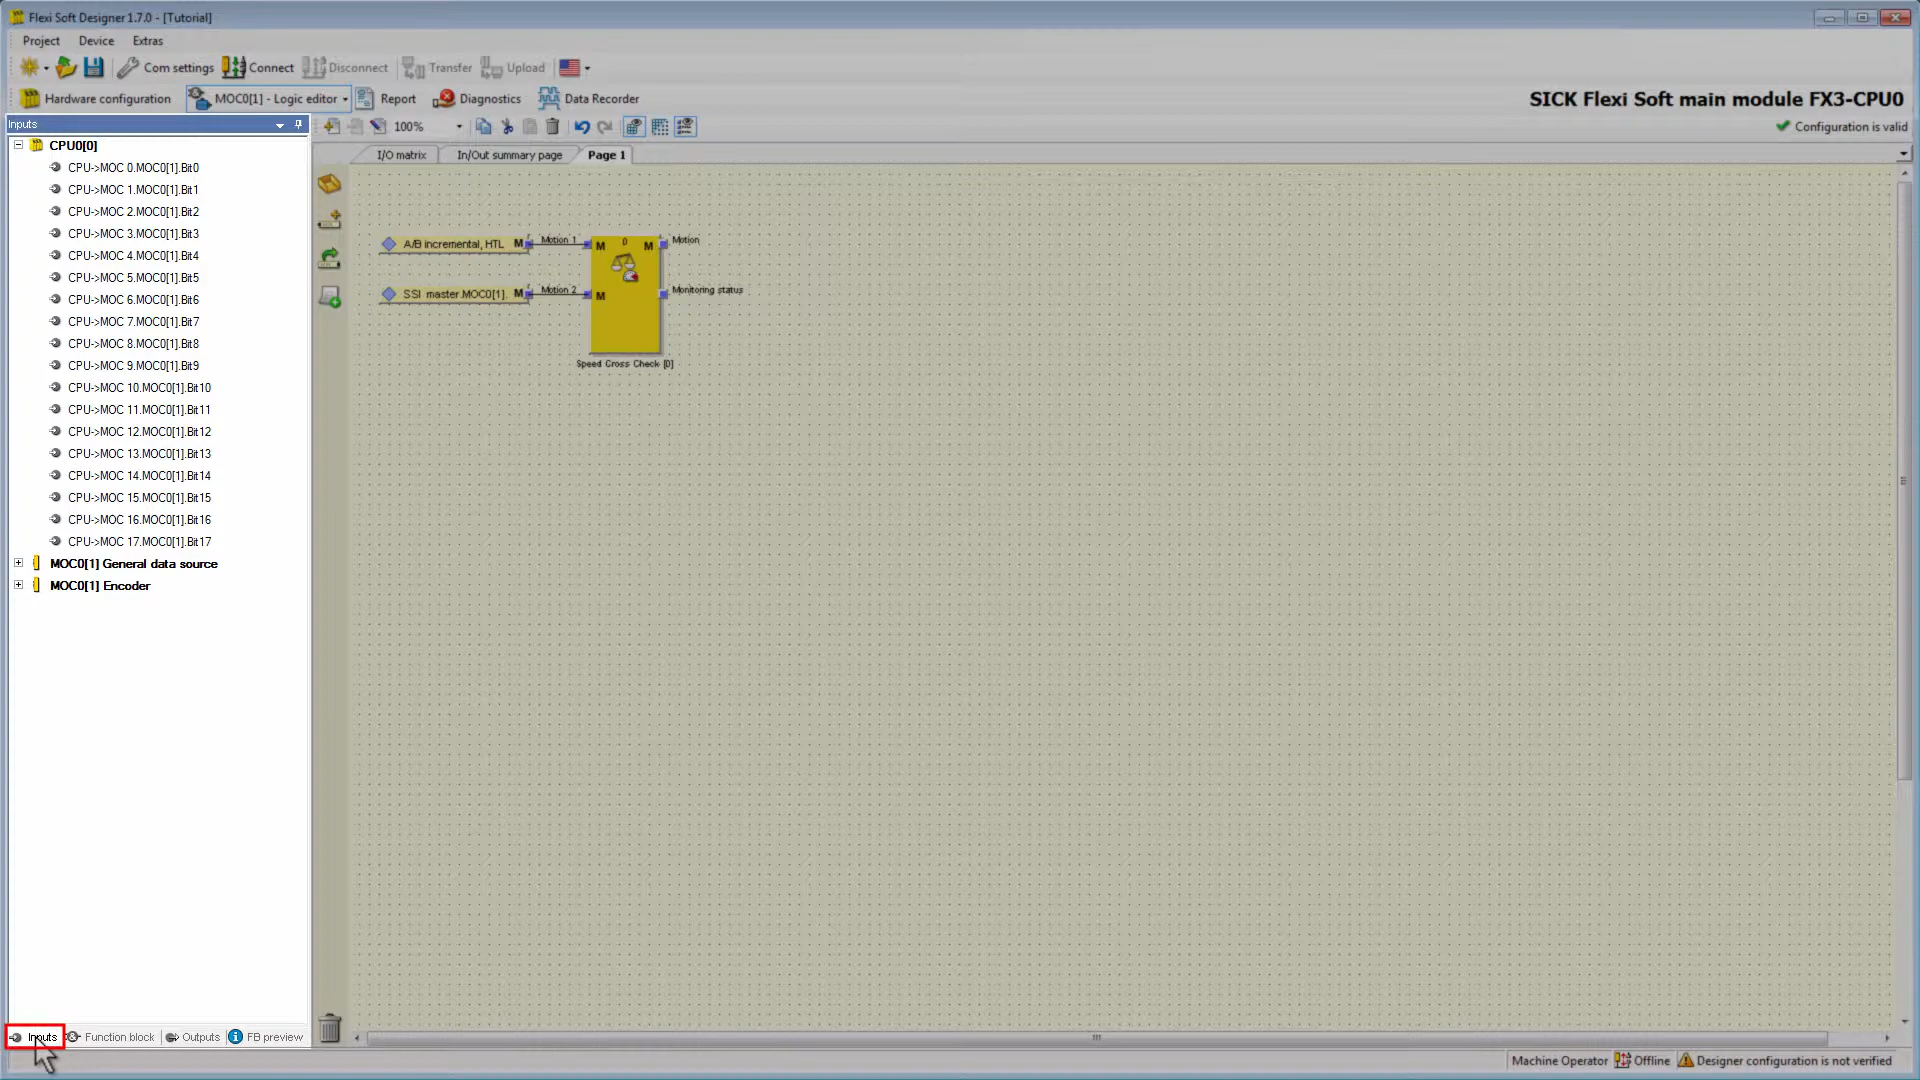 Flexi Soft Designer 1.7.0 - [Tutorial]
Project Device Extras
Com settings Connect Disconnect Transfer Upload
Hardware configuration MOC0[1] - Logic editor Report Diagnostics Data Recorder
SICK Flexi Soft main module FX3-CPU0
Inputs
100%
Configuration is valid
CPU0[0]
I/O matrix In/Out summary page Page 1
CPU->MOC 0.MOC0[1].Bit0
CPU->MOC 1.MOC0[1].Bit1
CPU->MOC 2.MOC0[1].Bit2
CPU->MOC 3.MOC0[1].Bit3
CPU->MOC 4.MOC0[1].Bit4
CPU->MOC 5.MOC0[1].Bit5
CPU->MOC 6.MOC0[1].Bit6
CPU->MOC 7.MOC0[1].Bit7
CPU->MOC 8.MOC0[1].Bit8
CPU->MOC 9.MOC0[1].Bit9
CPU->MOC 10.MOC0[1].Bit10
CPU->MOC 11.MOC0[1].Bit11
CPU->MOC 12.MOC0[1].Bit12
CPU->MOC 13.MOC0[1].Bit13
CPU->MOC 14.MOC0[1].Bit14
CPU->MOC 15.MOC0[1].Bit15
CPU->MOC 16.MOC0[1].Bit16
CPU->MOC 17.MOC0[1].Bit17
MOC0[1] General data source
MOC0[1] Encoder
A/B incremental, HTL M Motion 1 M 0 M Motion
SSI master.MOC0[1]. M Motion 2 M Monitoring status
Speed Cross Check [0]
Inputs Function block Outputs FB preview
Machine Operator Offline Designer configuration is not verified